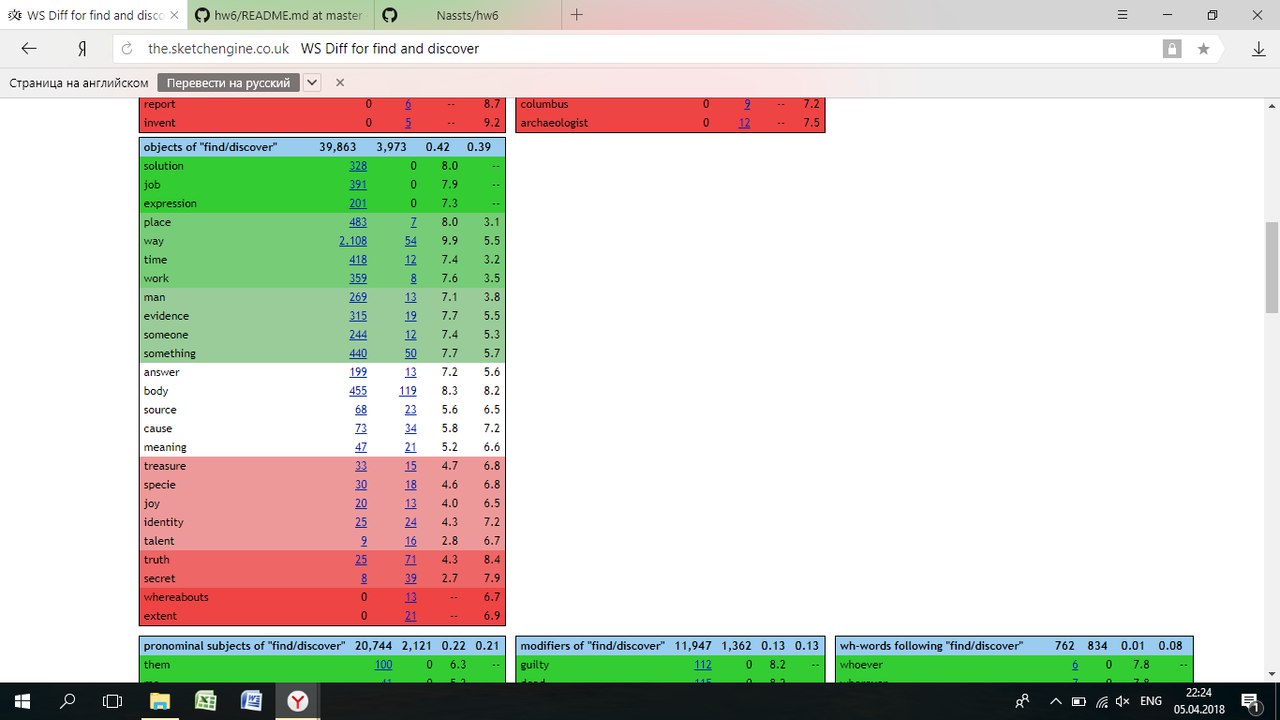 WS Diff for find and disco
hw6/README.md at master
Nassts/hw6
Я the.sketchengine.co.uk WS Diff for find and discover
Страница на английском Перевести на русский
report 0 6 -- 8.7
invent 0 5 -- 9.2
columbus 0 9 -- 7.2
archaeologist 0 12 -- 7.5
objects of "find/discover" 39,863 3,973 0.42 0.39
solution 328 0 8.0 --
job 391 0 7.9 --
expression 201 0 7.3 --
place 483 7 8.0 3.1
way 2,108 54 9.9 5.5
time 418 12 7.4 3.2
work 359 8 7.6 3.5
man 269 13 7.1 3.8
evidence 315 19 7.7 5.5
someone 244 12 7.4 5.3
something 440 50 7.7 5.7
answer 199 13 7.2 5.6
body 455 119 8.3 8.2
source 68 23 5.6 6.5
cause 73 34 5.8 7.2
meaning 47 21 5.2 6.6
treasure 33 15 4.7 6.8
specie 30 18 4.6 6.8
joy 20 13 4.0 6.5
identity 25 24 4.3 7.2
talent 9 16 2.8 6.7
truth 25 71 4.3 8.4
secret 8 39 2.7 7.9
whereabouts 0 13 -- 6.7
extent 0 21 -- 6.9
pronominal subjects of "find/discover" 20,744 2,121 0.22 0.21
them 100 0 6.3 --
modifiers of "find/discover" 11,947 1,362 0.13 0.13
guilty 112 0 8.2 --
wh-words following "find/discover" 762 834 0.01 0.08
whoever 6 0 7.8 --
ENG
22:24
05.04.2018
1